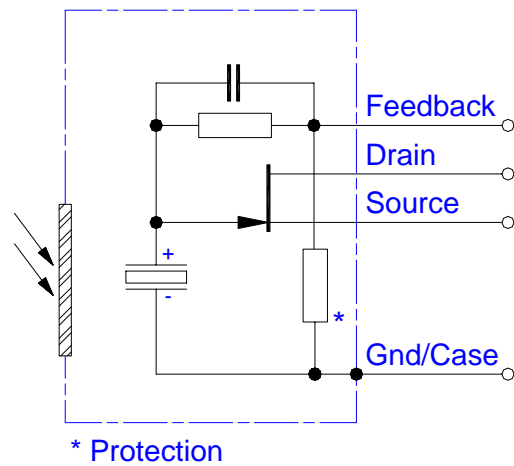 Feedback
Drain
Source
+
-
*
Gnd/Case
* Protection